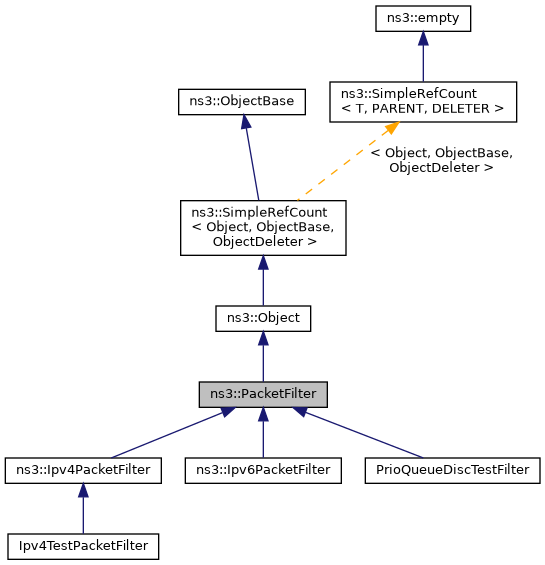 ns3::empty
ns3::SimpleRefCount
< T, PARENT, DELETER >
ns3::ObjectBase
< Object, ObjectBase,
ObjectDeleter >
ns3::SimpleRefCount
< Object, ObjectBase,
ObjectDeleter >
ns3::Object
ns3::PacketFilter
ns3::Ipv4PacketFilter
ns3::Ipv6PacketFilter
PrioQueueDiscTestFilter
Ipv4TestPacketFilter